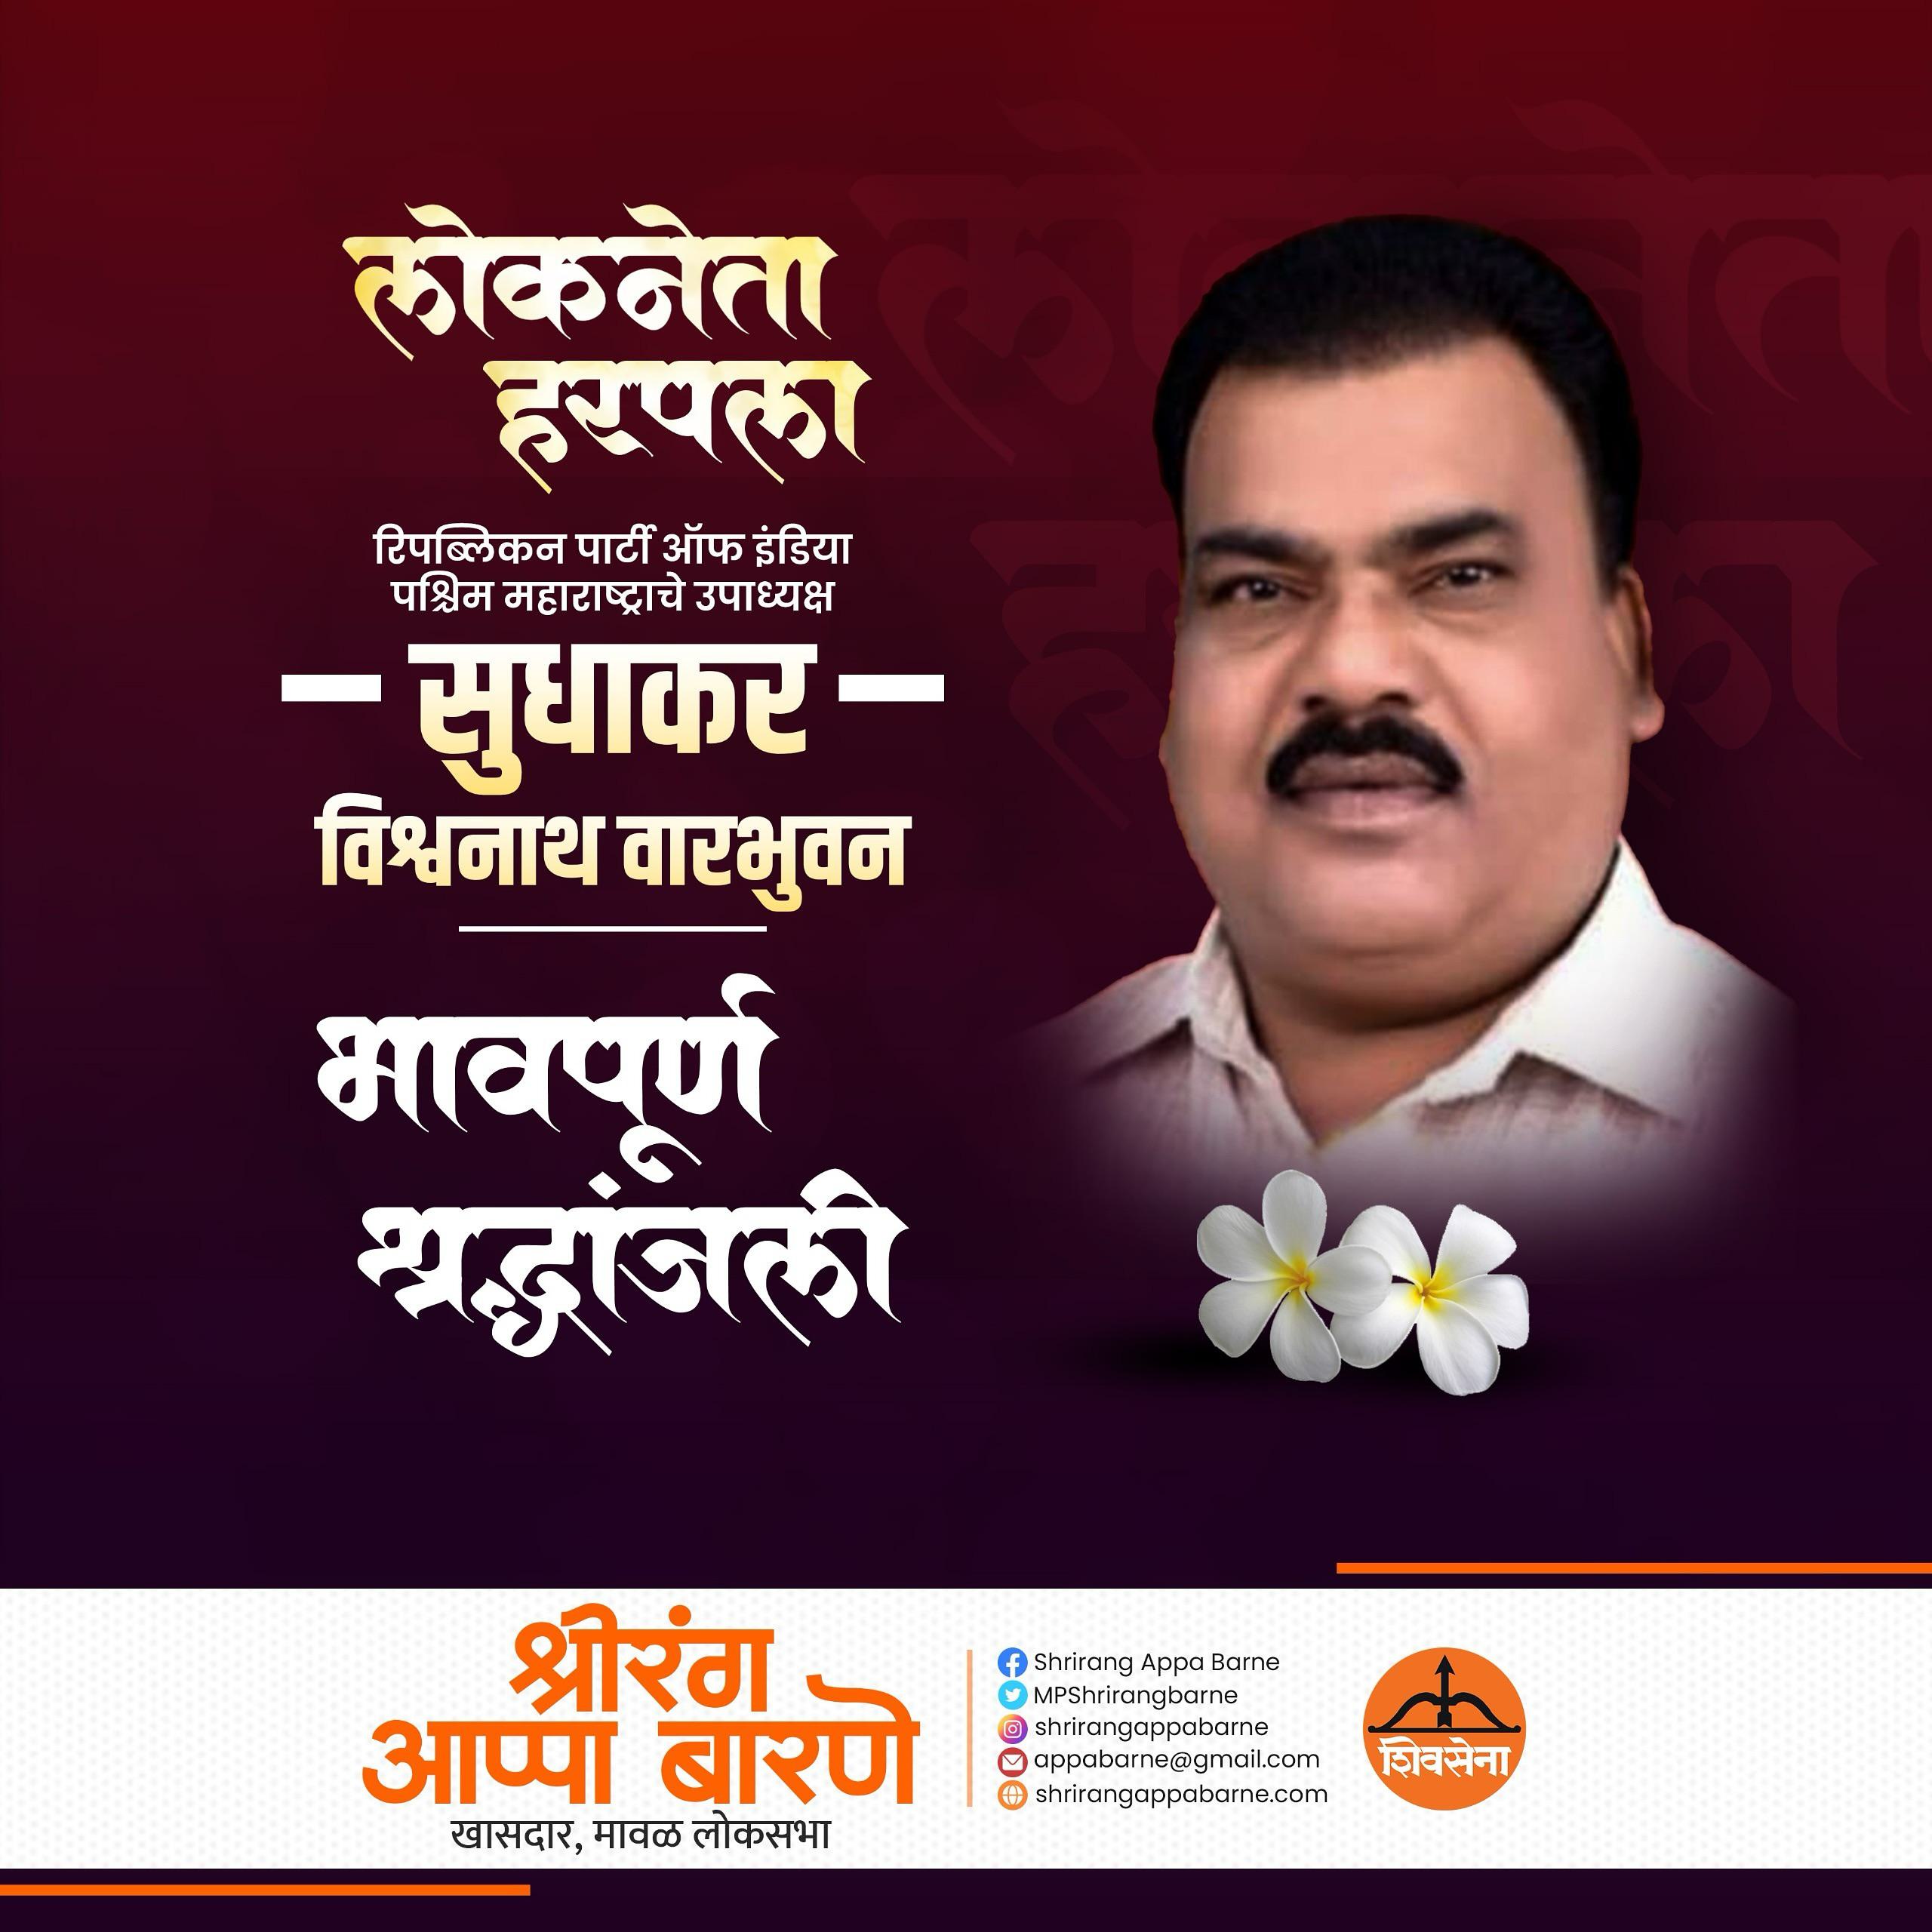 लोकनेता
हरपला
रिपब्लिकन पार्टी ऑफ इंडिया
पश्चिम महाराष्ट्राचे उपाध्यक्ष
सुधाकर
विश्वनाथ वारभुवन
भावपूर्ण
श्रद्धांजली
श्रीरंग
आप्पा बारणे
खासदार, मावळ लोकसभा
Shrirang Appa Barne
MPShrirangbarne
shrirangappabarne
appabarne@gmail.com
shrirangappabarne.com
शिवसेना